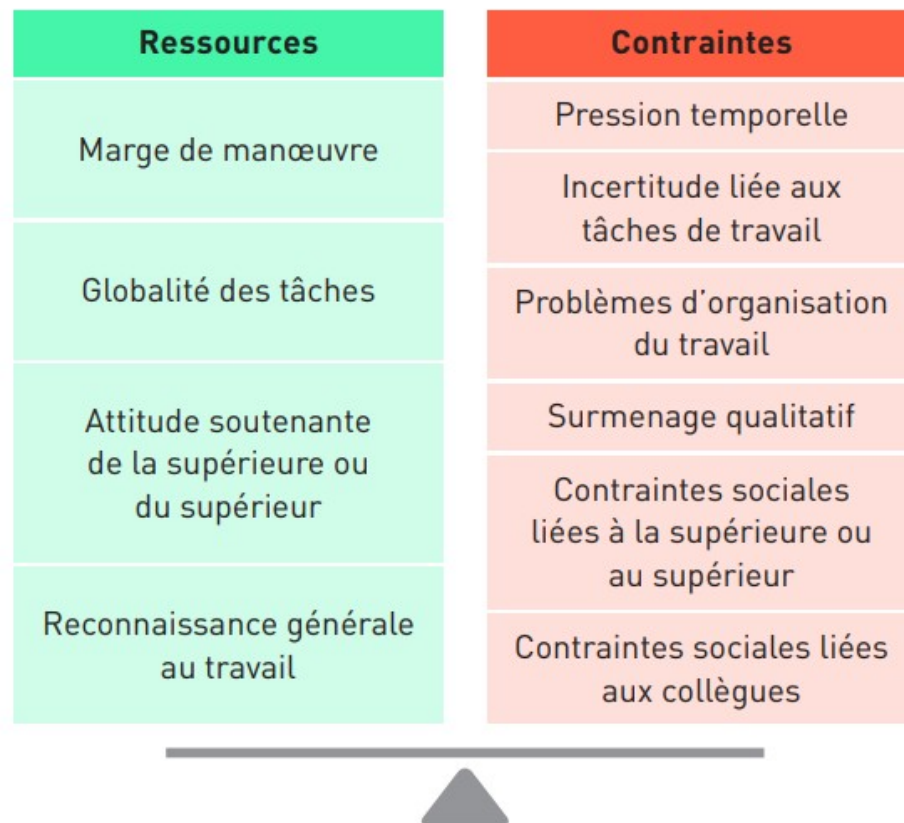 Ressources
Marge de manœuvre
Globalité des tâches
Attitude soutenante
de la supérieure ou
du supérieur
Reconnaissance générale
au travail
Contraintes
Pression temporelle
Incertitude liée aux
tâches de travail
Problèmes d’organisation
du travail
Surmenage qualitatif
Contraintes sociales
liées à la supérieure ou
au supérieur
Contraintes sociales liées
aux collègues